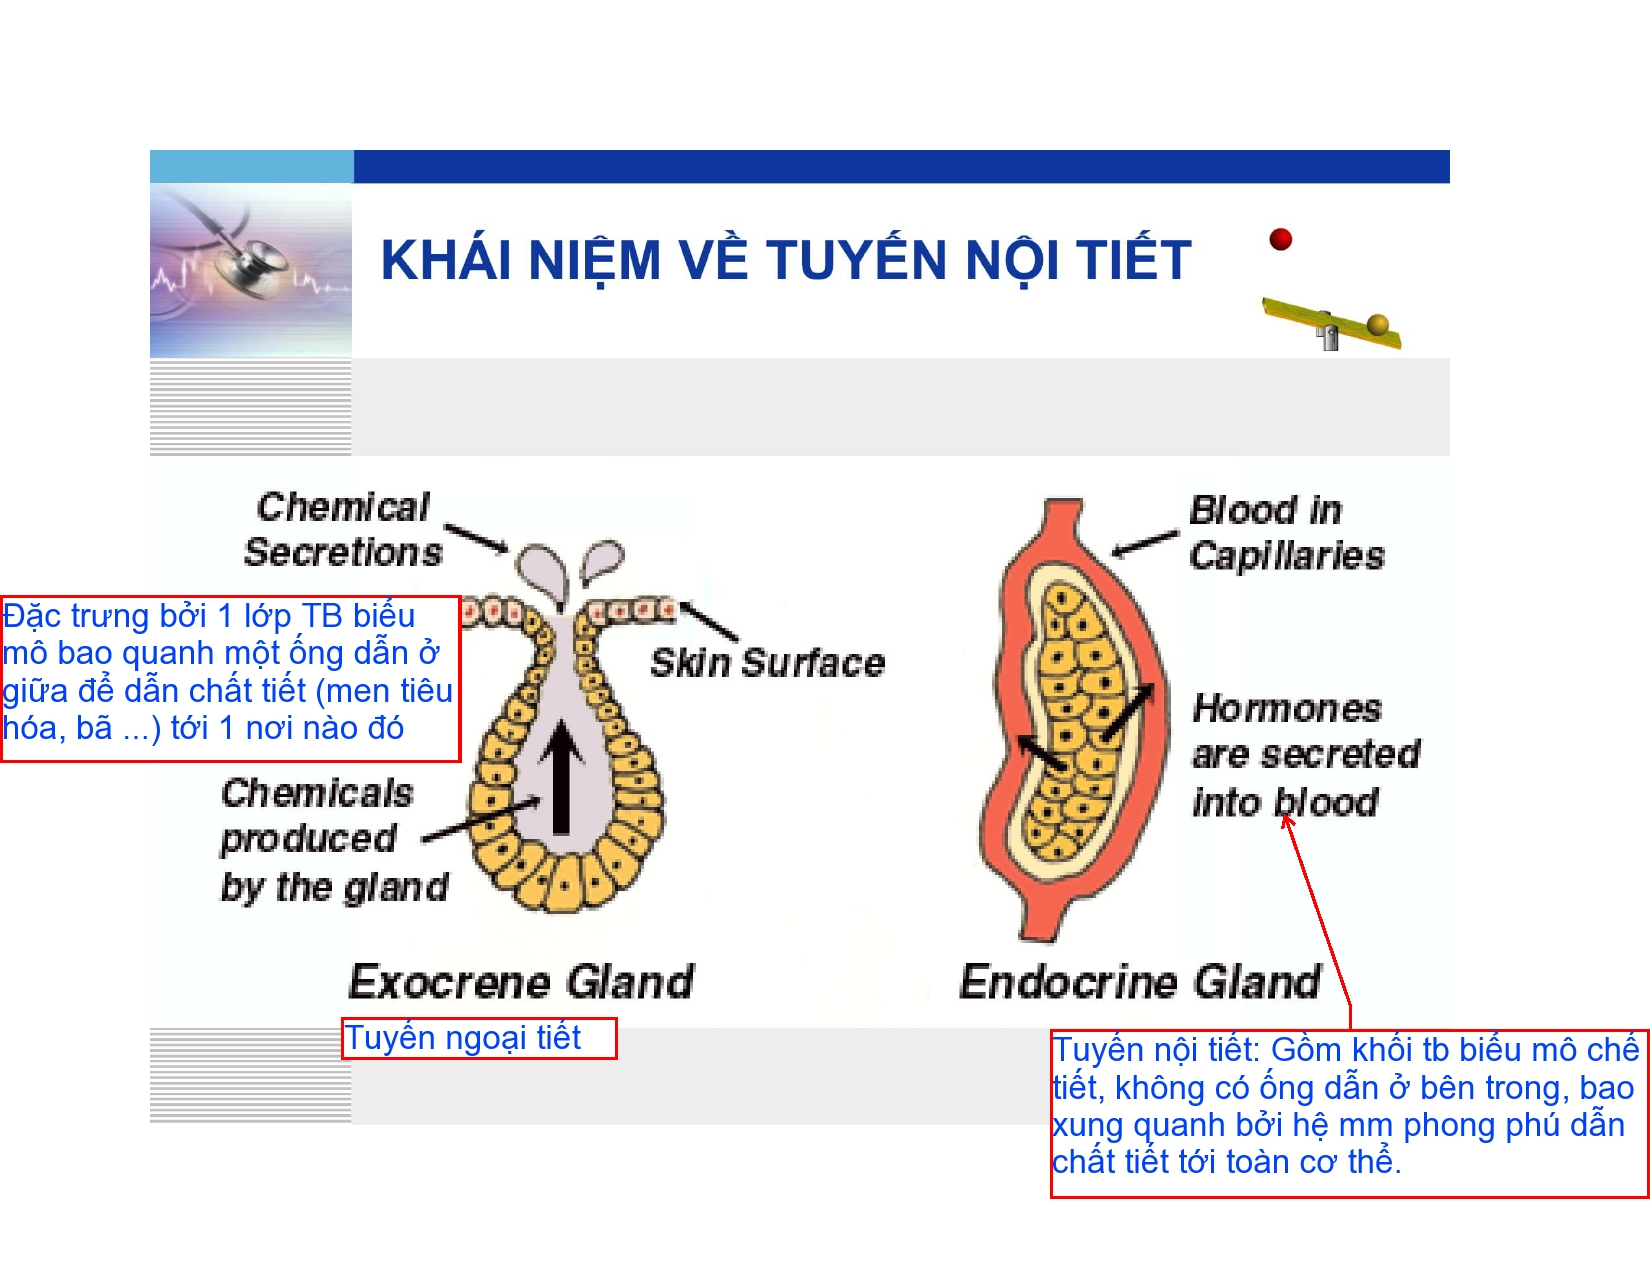 KHÁI NIỆM VỀ TUYẾN NỘI TIẾT
Chemical
Secretions
Blood in
Capillaries
Đặc trưng bởi 1 lớp TB biểu
mô bao quanh một ống dẫn ở
giữa để dẫn chất tiết (men tiêu
hóa, bã ...) tới 1 nơi nào đó
Skin Surface
Hormones
are secreted
into blood
Chemicals
produced
by the gland
Exocrene Gland
Endocrine Gland
Tuyến ngoại tiết
Tuyến nội tiết: Gồm khối tb biểu mô chế
tiết, không có ống dẫn ở bên trong, bao
xung quanh bởi hệ mm phong phú dẫn
chất tiết tới toàn cơ thể.